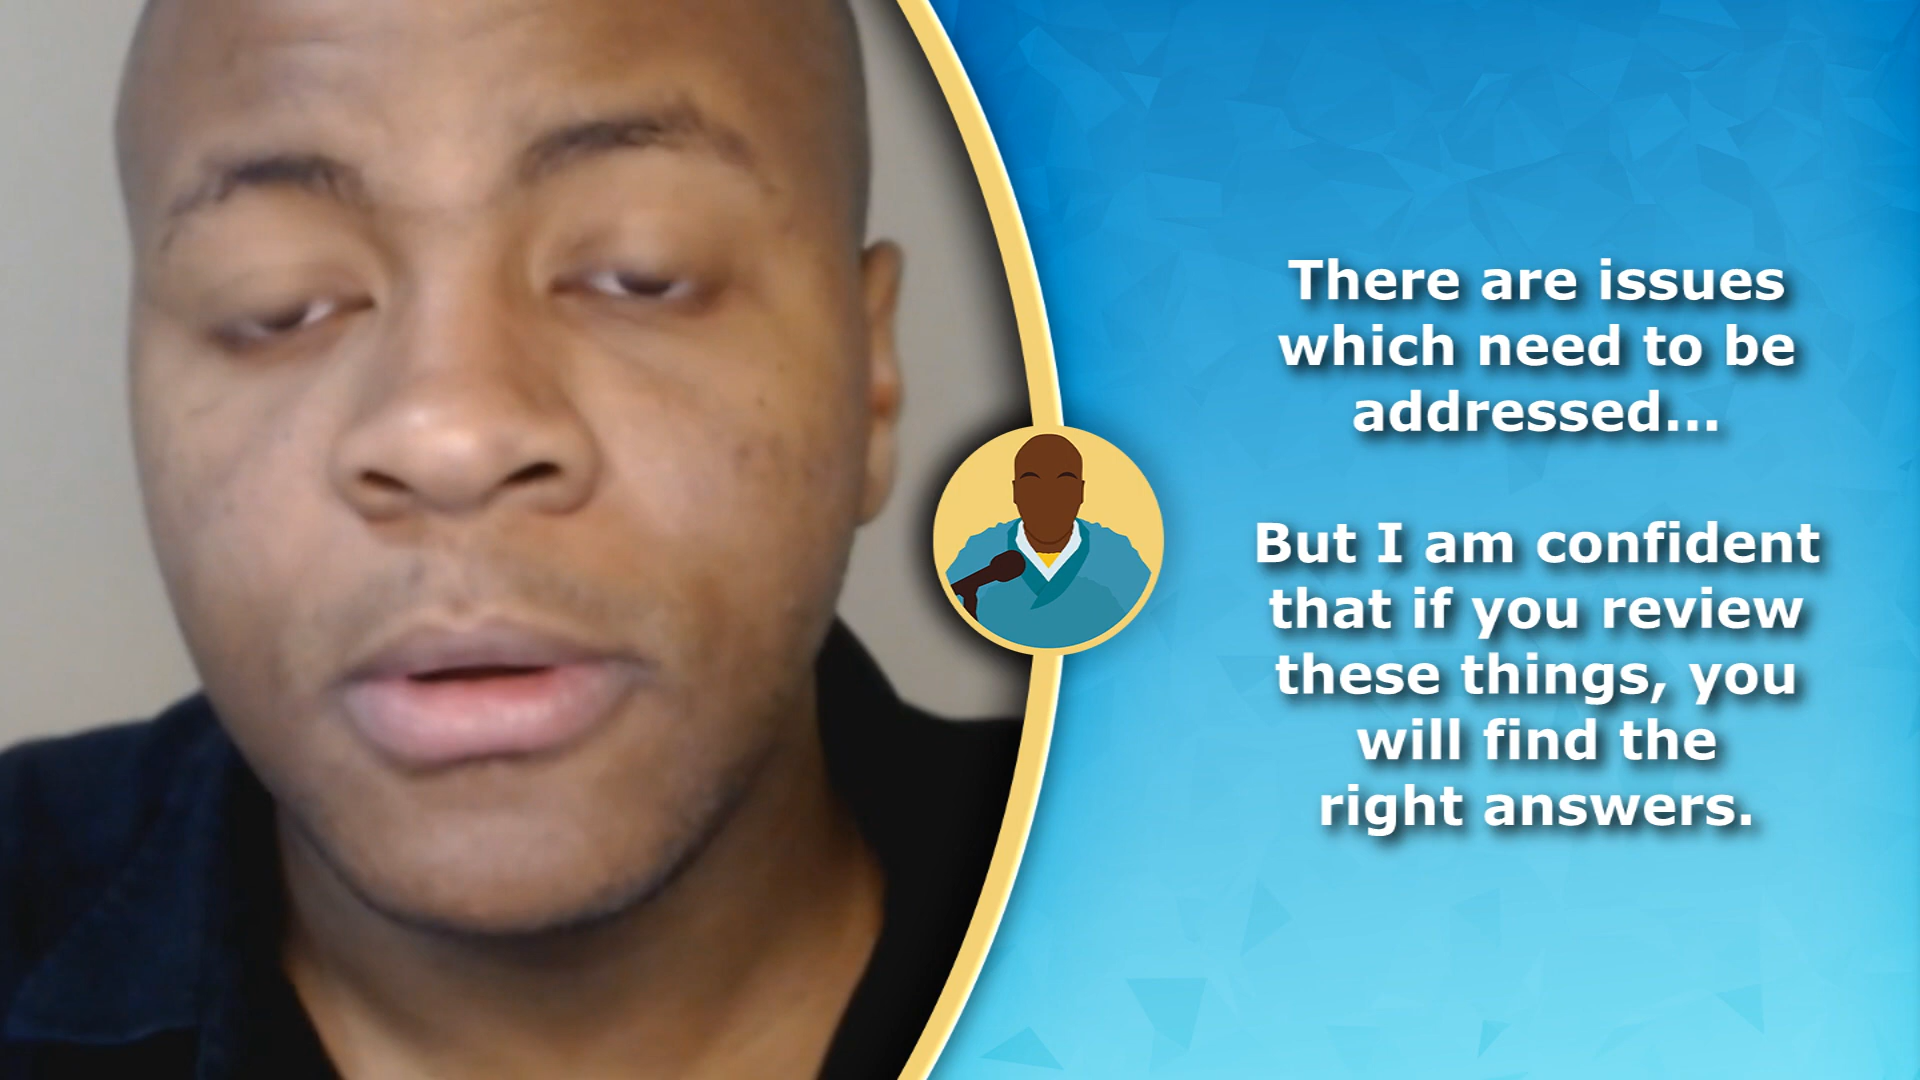 There are issues
which need to be
addressed...
But I am confident
that if you review
these things, you
will find the
right answers.